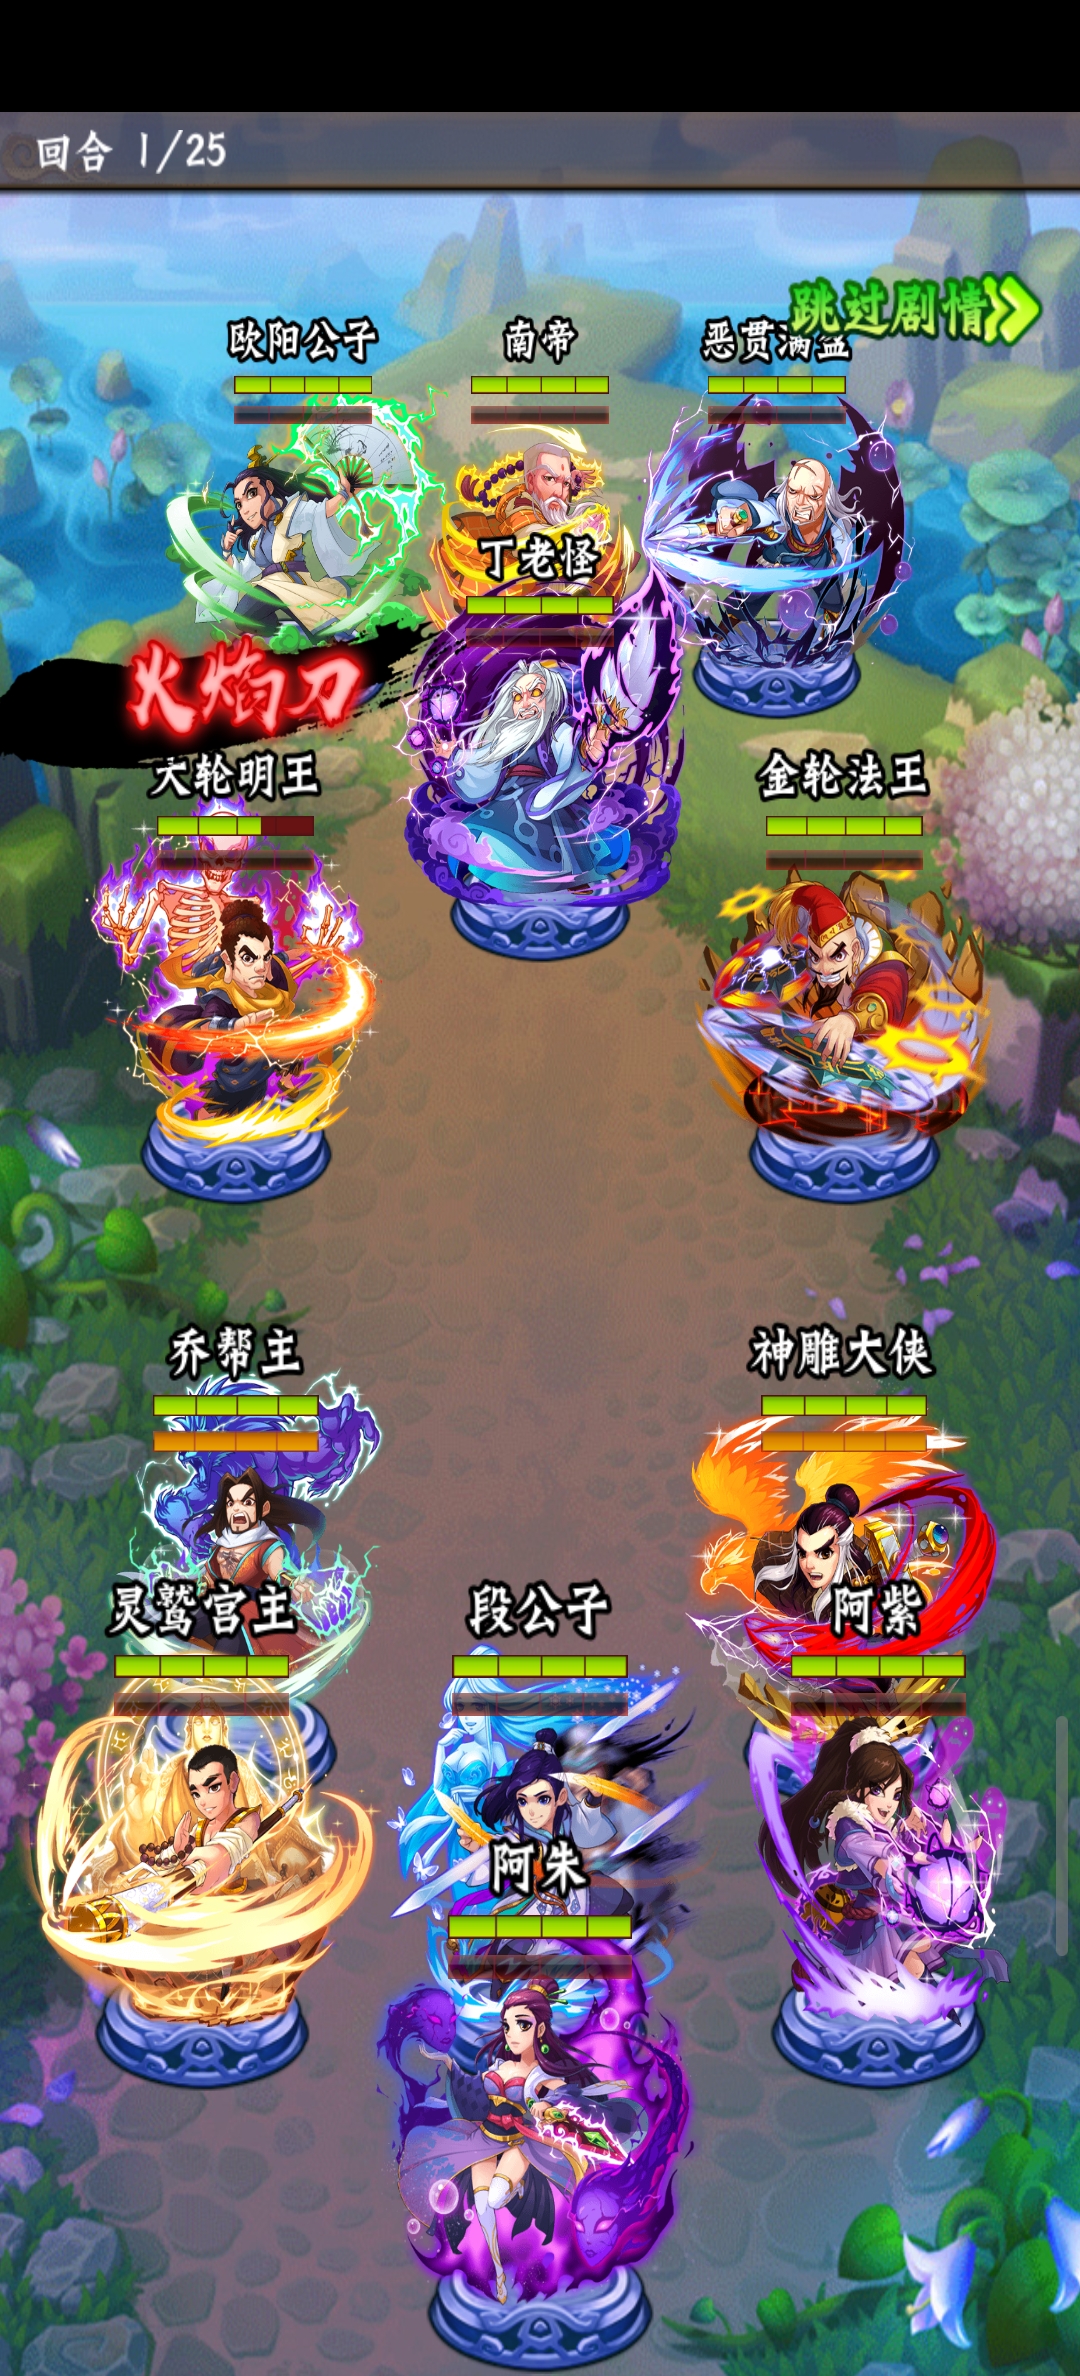 回合 1/25
跳过剧情
欧阳公子
南帝
恶贯满盈
丁老怪
火焰刀
大轮明王
金轮法王
乔帮主
神雕大侠
灵鹫宫主
段公子
阿紫
阿朱